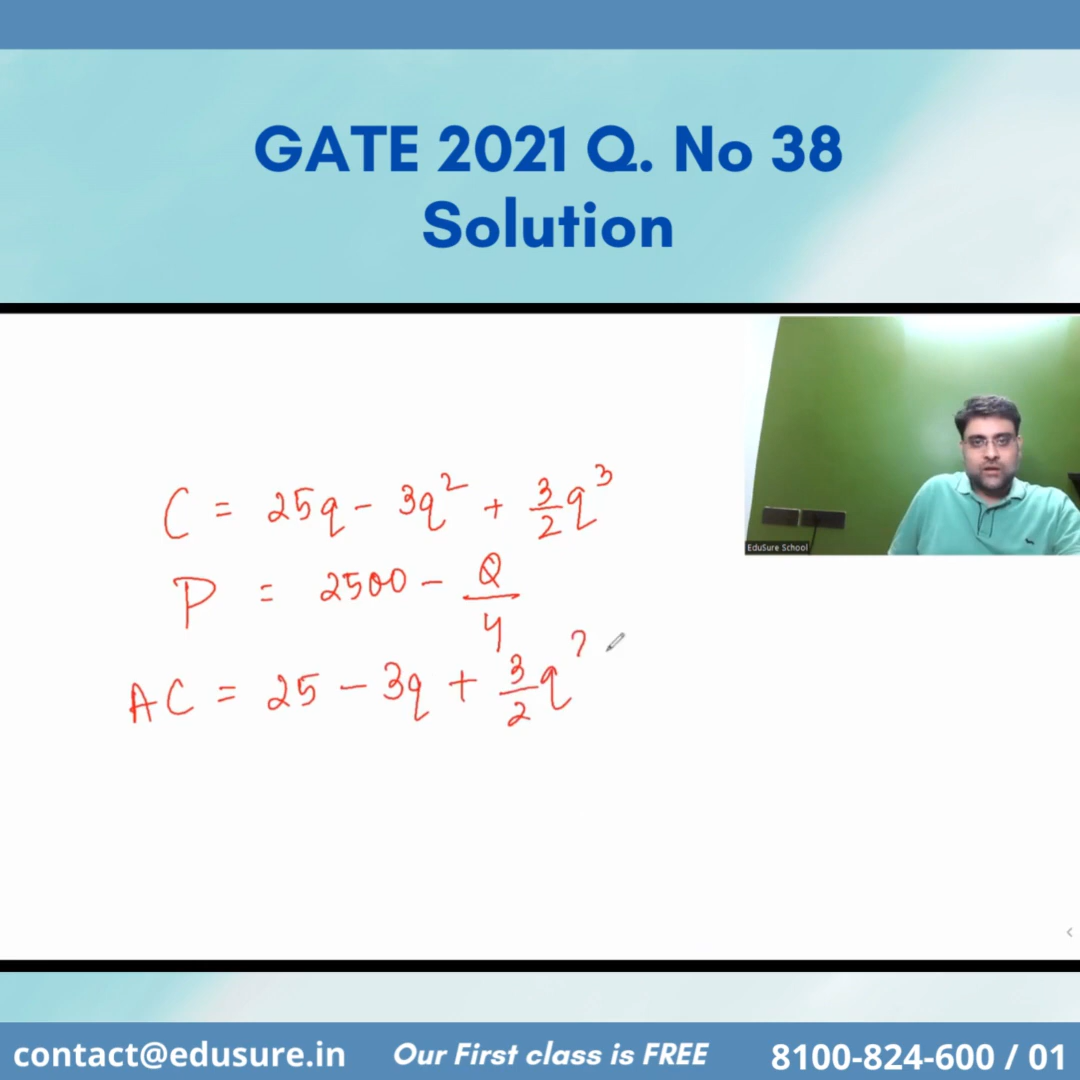 GATE 2021 Q. No 38
Solution
C = 25q - 3q² + 3/2 q³
P = 2500 - Q/4
AC = 25 - 3q + 3/2 q²
EduSure School
contact@edusure.in Our First class is FREE 8100-824-600 / 01